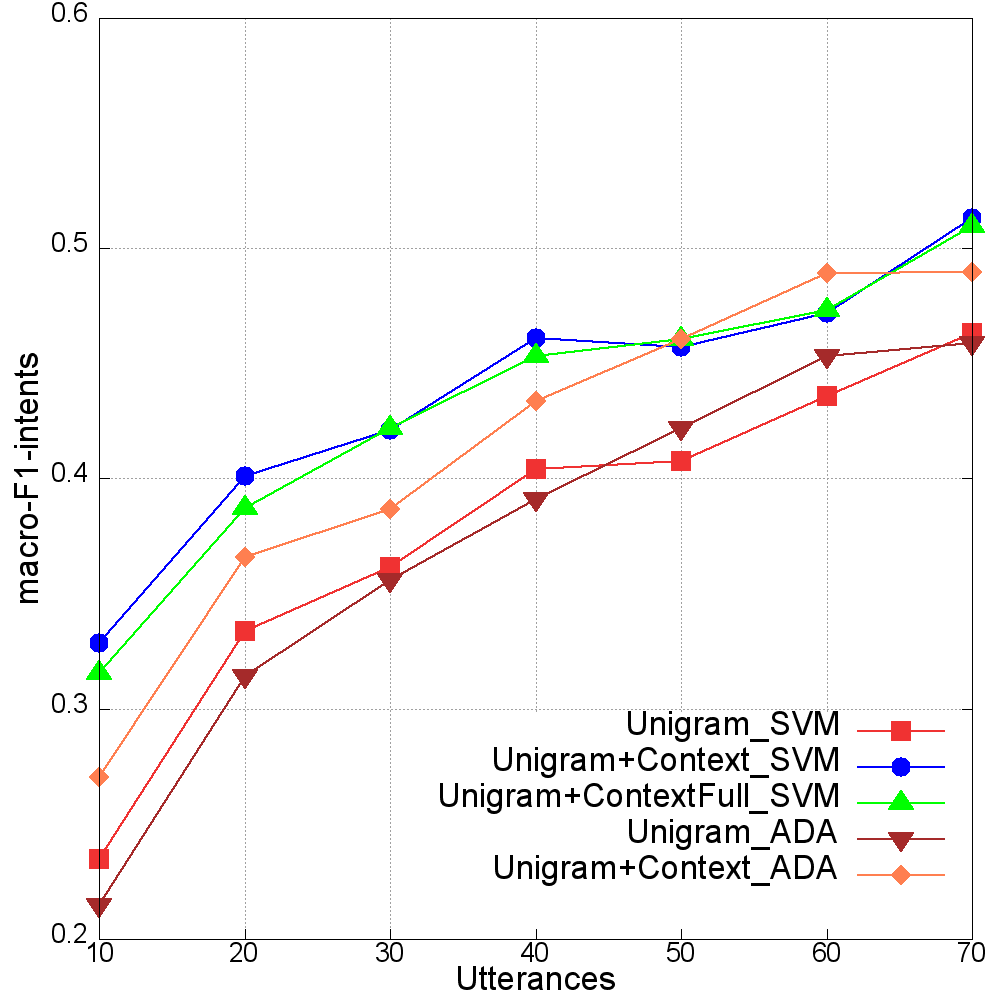 0.6
0.5
0.4
0.3
0.2
macro-F1-intents
Unigram_SVM
Unigram+Context_SVM
Unigram+ContextFull_SVM
Unigram_ADA
Unigram+Context_ADA
10 20 30 40 50 60 70
Utterances